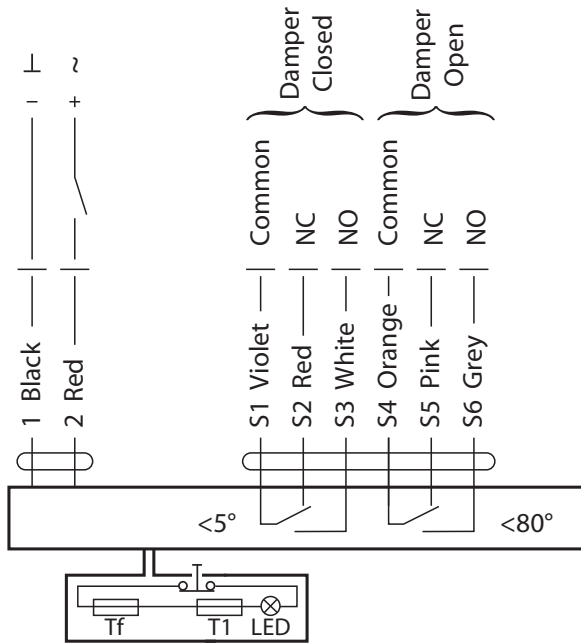 ⊥ ~
− +
Damper
Closed
Damper
Open
Common
NC
NO
Common
NC
NO
1 Black
2 Red
S1 Violet
S2 Red
S3 White
S4 Orange
S5 Pink
S6 Grey
<5°
<80°
Tf
T1
LED